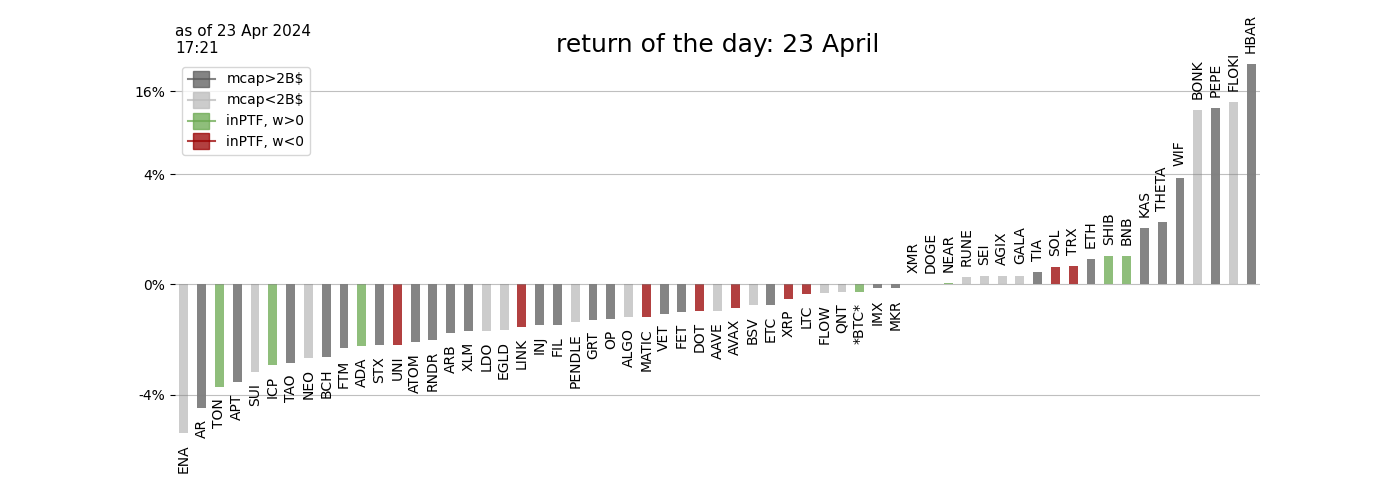 as of 23 Apr 2024
17:21
return of the day: 23 April
mcap>2B$
mcap<2B$
inPTF, w>0
inPTF, w<0
16%
4%
0%
-4%
ENA
AR
TON
APT
SUI
ICP
TAO
NEO
BCH
FTM
ADA
STX
UNI
ATOM
RNDR
ARB
XLM
LDO
EGLD
LINK
INJ
FIL
PENDLE
GRT
OP
ALGO
MATIC
VET
FET
DOT
AAVE
AVAX
BSV
ETC
XRP
LTC
FLOW
QNT
*BTC*
IMX
MKR
XMR
DOGE
NEAR
RUNE
SEI
AGIX
GALA
TIA
SOL
TRX
ETH
SHIB
BNB
KAS
THETA
WIF
BONK
PEPE
FLOKI
HBAR